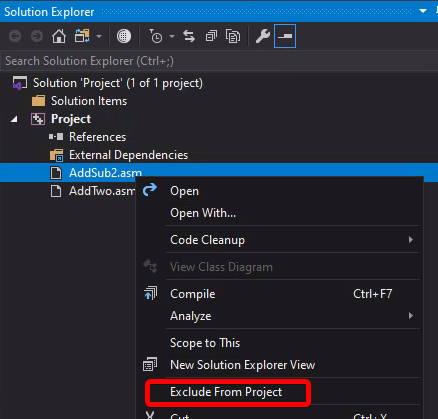 Solution Explorer
Search Solution Explorer (Ctrl+;)
Solution 'Project' (1 of 1 project)
Solution Items
Project
References
External Dependencies
AddSub2.asm
AddTwo.asm
Open
Open With...
Code Cleanup
View Class Diagram
Compile Ctrl+F7
Analyze
Scope to This
New Solution Explorer View
Exclude From Project
Cut Ctrl+X